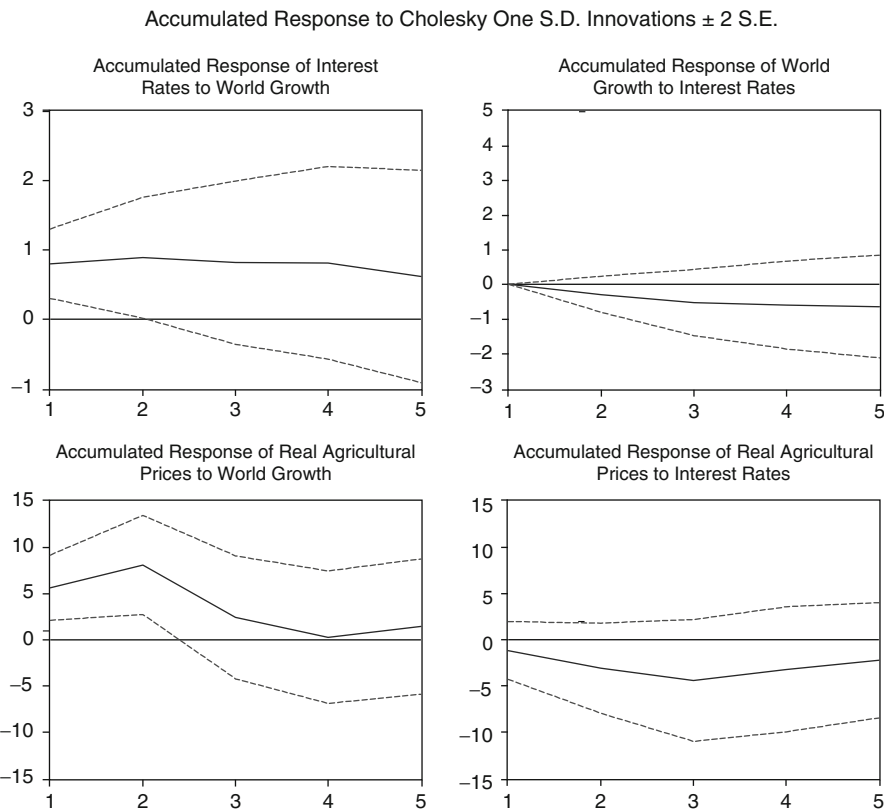 Accumulated Response to Cholesky One S.D. Innovations ± 2 S.E.
Accumulated Response of Interest
Rates to World Growth
3
2
1
0
–1
1 2 3 4 5
Accumulated Response of World
Growth to Interest Rates
5
4
3
2
1
0
–1
–2
–3
1 2 3 4 5
Accumulated Response of Real Agricultural
Prices to World Growth
15
10
5
0
–5
–10
–15
1 2 3 4 5
Accumulated Response of Real Agricultural
Prices to Interest Rates
15
10
5
0
–5
–10
–15
1 2 3 4 5